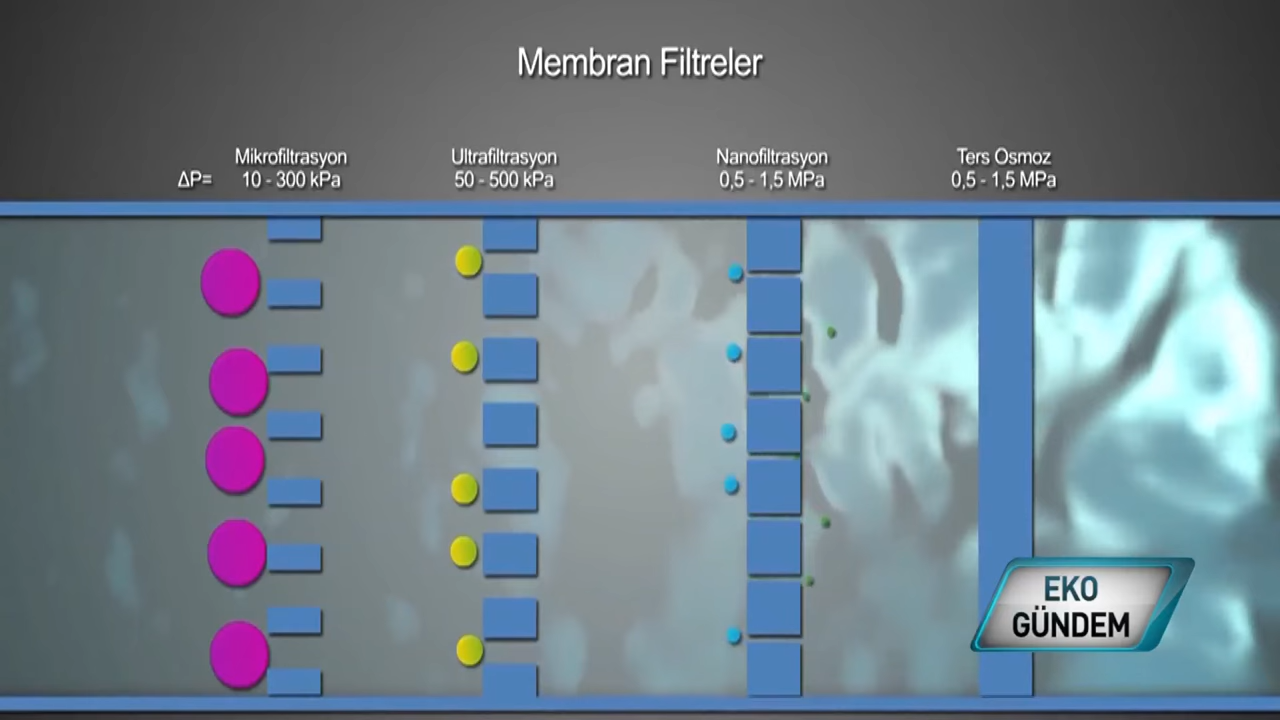 Membran Filtreler
Mikrofiltrasyon
Ultrafiltrasyon
Nanofiltrasyon
Ters Osmoz
ΔP=
10 - 300 kPa
50 - 500 kPa
0,5 - 1,5 MPa
0,5 - 1,5 MPa
EKO
GÜNDEM